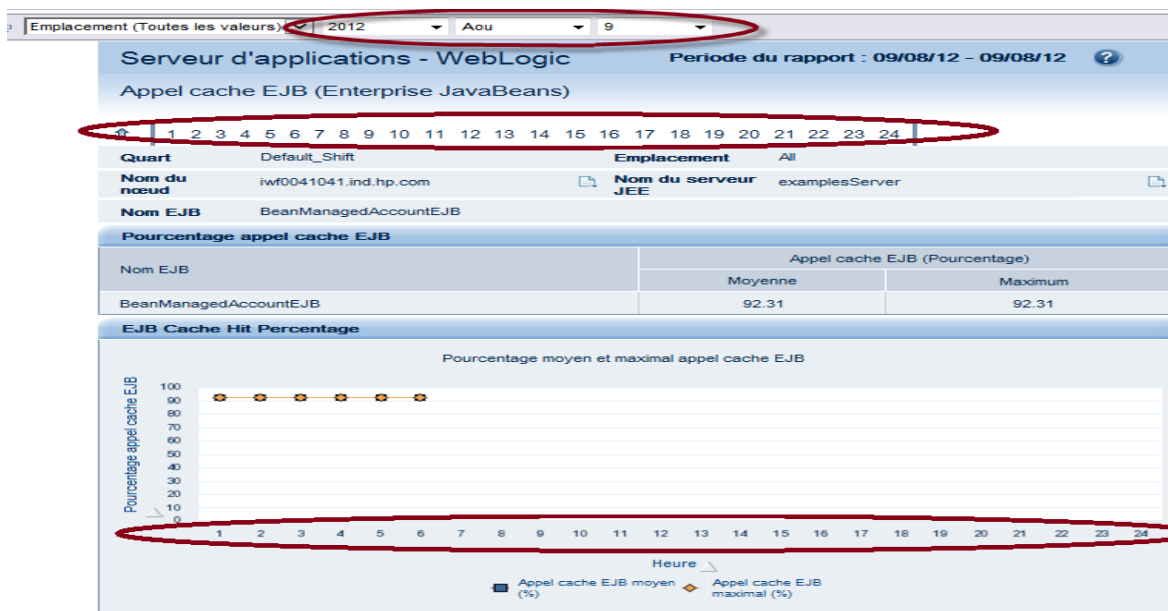 Emplacement (Toutes les valeurs) 2012 Aou 9
Serveur d'applications - WebLogic Periode du rapport : 09/08/12 - 09/08/12 ?
Appel cache EJB (Enterprise JavaBeans)
1 2 3 4 5 6 7 8 9 10 11 12 13 14 15 16 17 18 19 20 21 22 23 24
Quart Default_Shift Emplacement All
Nom du nœud iwf0041041.ind.hp.com Nom du serveur JEE examplesServer
Nom EJB BeanManagedAccountEJB
Pourcentage appel cache EJB
Nom EJB Appel cache EJB (Pourcentage)
Moyenne Maximum
BeanManagedAccountEJB 92.31 92.31
EJB Cache Hit Percentage
Pourcentage moyen et maximal appel cache EJB
Pourcentage appel cache EJB
100
90
80
70
60
50
40
30
20
10
0
1 2 3 4 5 6 7 8 9 10 11 12 13 14 15 16 17 18 19 20 21 22 23 24
Heure
Appel cache EJB moyen (%) Appel cache EJB maximal (%)